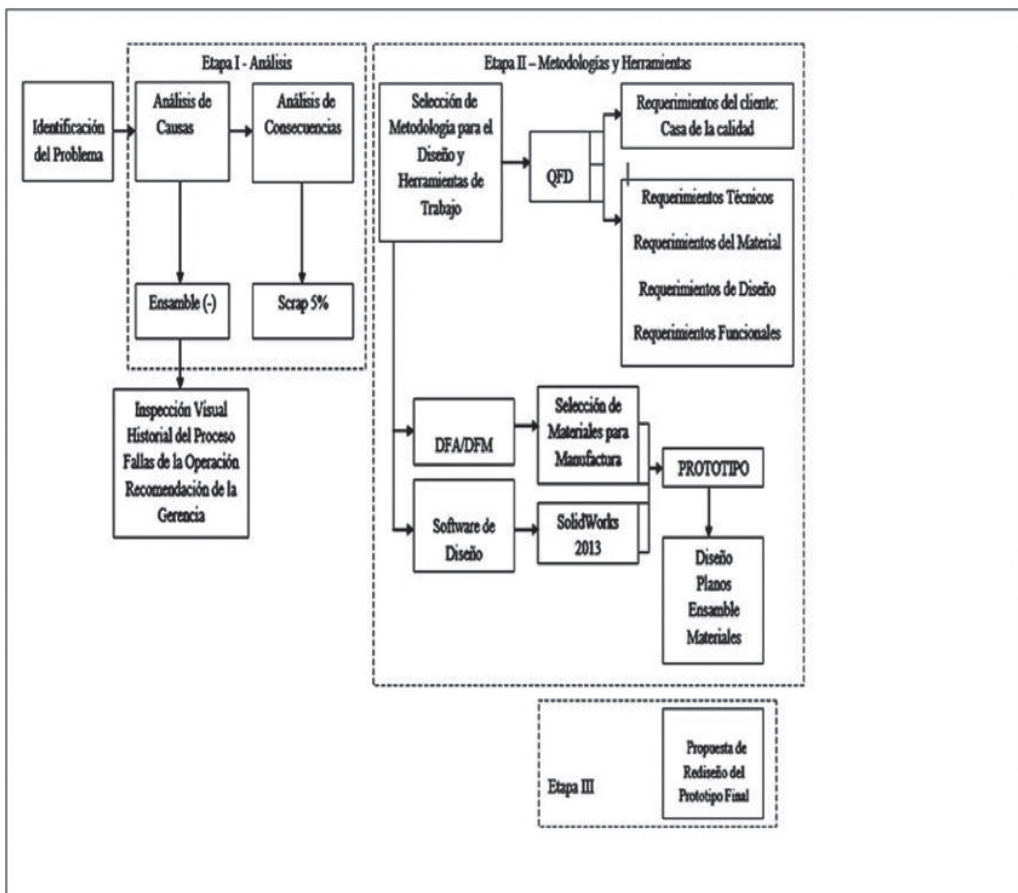 Etapa I - Análisis
Identificación
del Problema
Análisis de
Causas
Análisis de
Consecuencias
Ensamble (-)
Scrap 5%
Inspección Visual
Historial del Proceso
Fallas de la Operación
Recomendación de la
Gerencia
Etapa II – Metodologías y Herramientas
Selección de
Metodología para el
Diseño y
Herramientas de
Trabajo
QFD
Requerimientos del cliente:
Casa de la calidad
Requerimientos Técnicos
Requerimientos del Material
Requerimientos de Diseño
Requerimientos Funcionales
DFA/DFM
Selección de
Materiales para
Manufactura
Software de
Diseño
SolidWorks
2013
PROTOTIPO
Diseño
Planos
Ensamble
Materiales
Etapa III
Propuesta de
Rediseño del
Prototipo Final